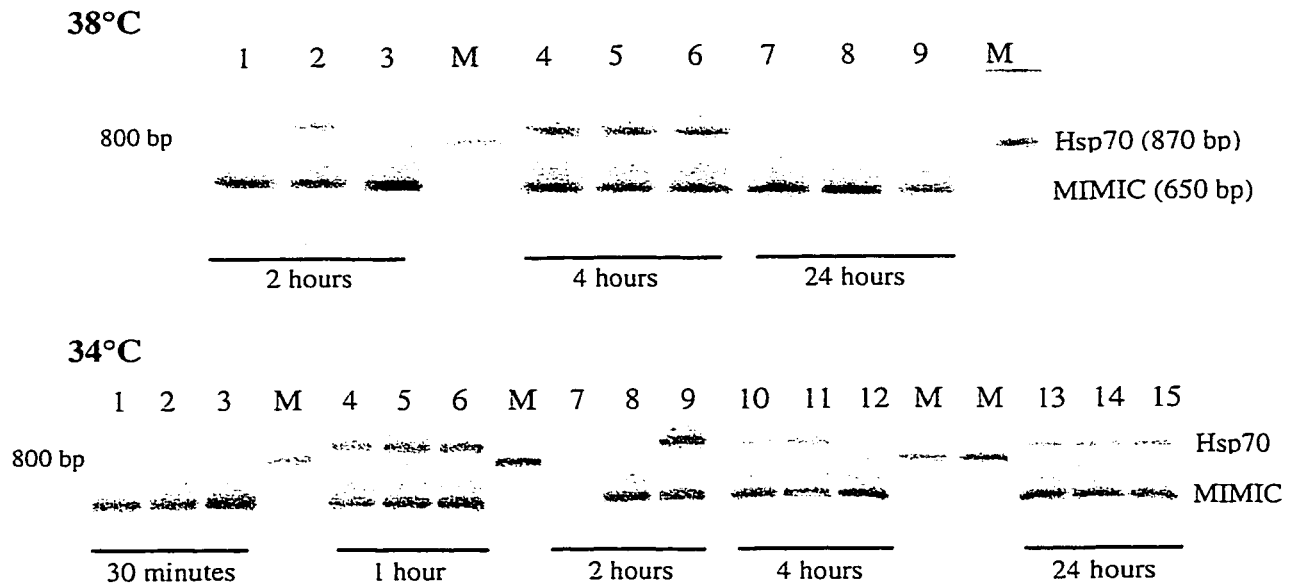 38°C
1 2 3 M 4 5 6 7 8 9 M
800 bp
Hsp70 (870 bp)
MIMIC (650 bp)
2 hours 4 hours 24 hours
34°C
1 2 3 M 4 5 6 M 7 8 9 10 11 12 M M 13 14 15
800 bp
Hsp70
MIMIC
30 minutes 1 hour 2 hours 4 hours 24 hours